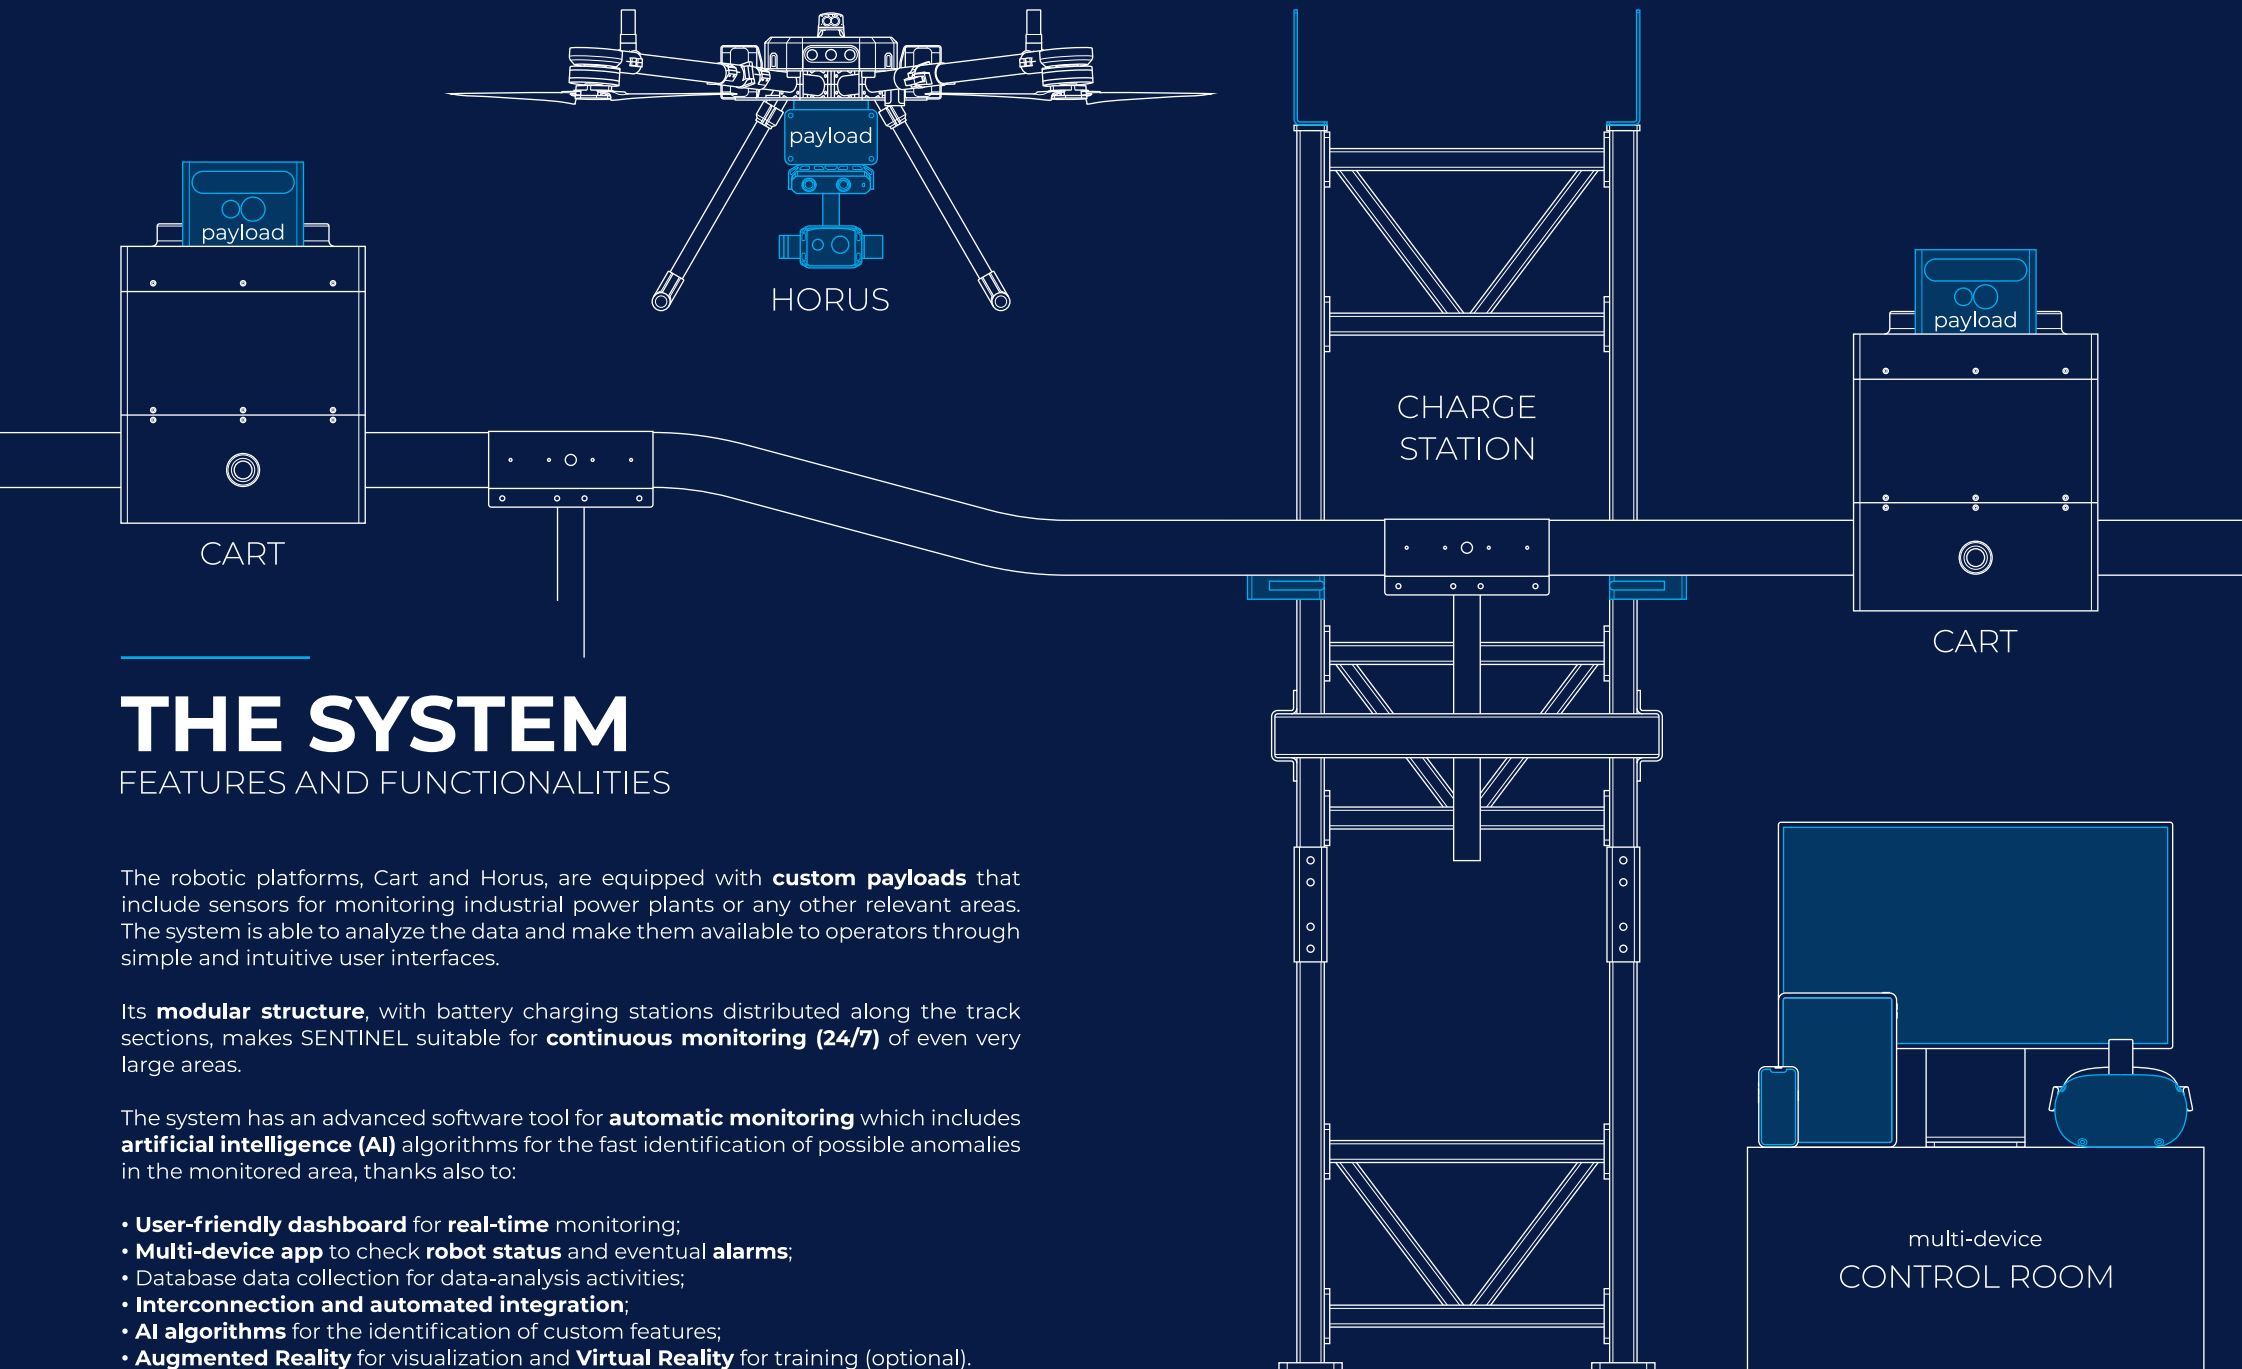 payload
payload
HORUS
payload
CHARGE
STATION
CART
CART
THE SYSTEM
FEATURES AND FUNCTIONALITIES
The robotic platforms, Cart and Horus, are equipped with custom payloads that
include sensors for monitoring industrial power plants or any other relevant areas.
The system is able to analyze the data and make them available to operators through
simple and intuitive user interfaces.
Its modular structure, with battery charging stations distributed along the track
sections, makes SENTINEL suitable for continuous monitoring (24/7) of even very
large areas.
The system has an advanced software tool for automatic monitoring which includes
artificial intelligence (AI) algorithms for the fast identification of possible anomalies
in the monitored area, thanks also to:
• User-friendly dashboard for real-time monitoring;
• Multi-device app to check robot status and eventual alarms;
• Database data collection for data-analysis activities;
• Interconnection and automated integration;
• AI algorithms for the identification of custom features;
• Augmented Reality for visualization and Virtual Reality for training (optional).
multi-device
CONTROL ROOM